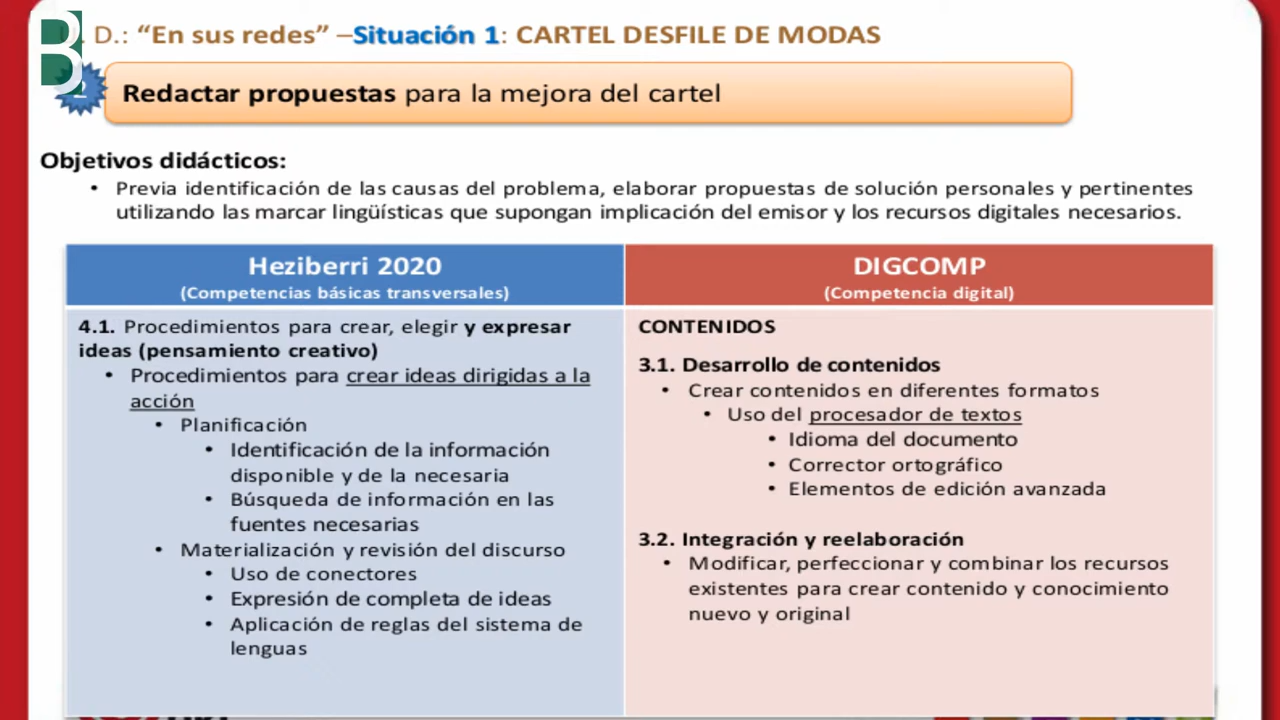 D.: “En sus redes” –Situación 1: CARTEL DESFILE DE MODAS
B
2
Redactar propuestas para la mejora del cartel
Objetivos didácticos:
• Previa identificación de las causas del problema, elaborar propuestas de solución personales y pertinentes
utilizando las marcar lingüísticas que supongan implicación del emisor y los recursos digitales necesarios.
Heziberri 2020
(Competencias básicas transversales)
4.1. Procedimientos para crear, elegir y expresar
ideas (pensamiento creativo)
• Procedimientos para crear ideas dirigidas a la
acción
• Planificación
• Identificación de la información
disponible y de la necesaria
• Búsqueda de información en las
fuentes necesarias
• Materialización y revisión del discurso
• Uso de conectores
• Expresión de completa de ideas
• Aplicación de reglas del sistema de
lenguas
DIGCOMP
(Competencia digital)
CONTENIDOS
3.1. Desarrollo de contenidos
• Crear contenidos en diferentes formatos
• Uso del procesador de textos
• Idioma del documento
• Corrector ortográfico
• Elementos de edición avanzada
3.2. Integración y reelaboración
• Modificar, perfeccionar y combinar los recursos
existentes para crear contenido y conocimiento
nuevo y original